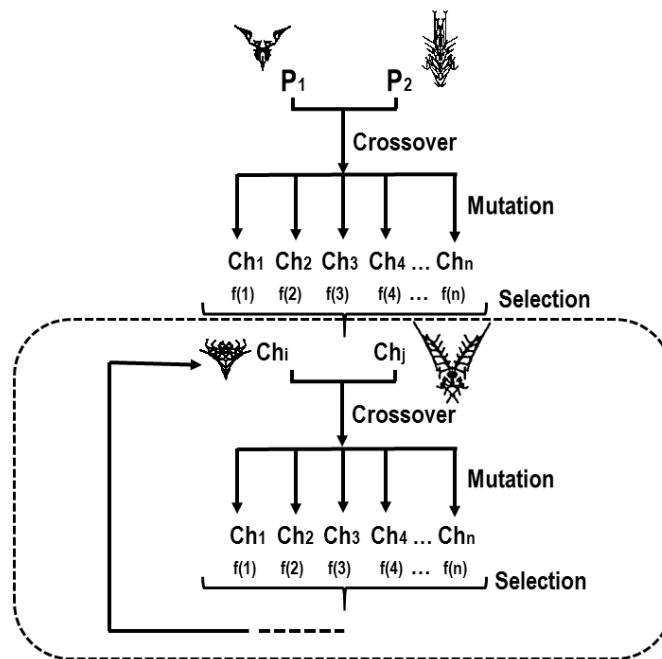 P1 P2
Crossover
Mutation
Ch1 Ch2 Ch3 Ch4 ... Chn
f(1) f(2) f(3) f(4) ... f(n)
Selection
Chi Chj
Crossover
Mutation
Ch1 Ch2 Ch3 Ch4 ... Chn
f(1) f(2) f(3) f(4) ... f(n)
Selection